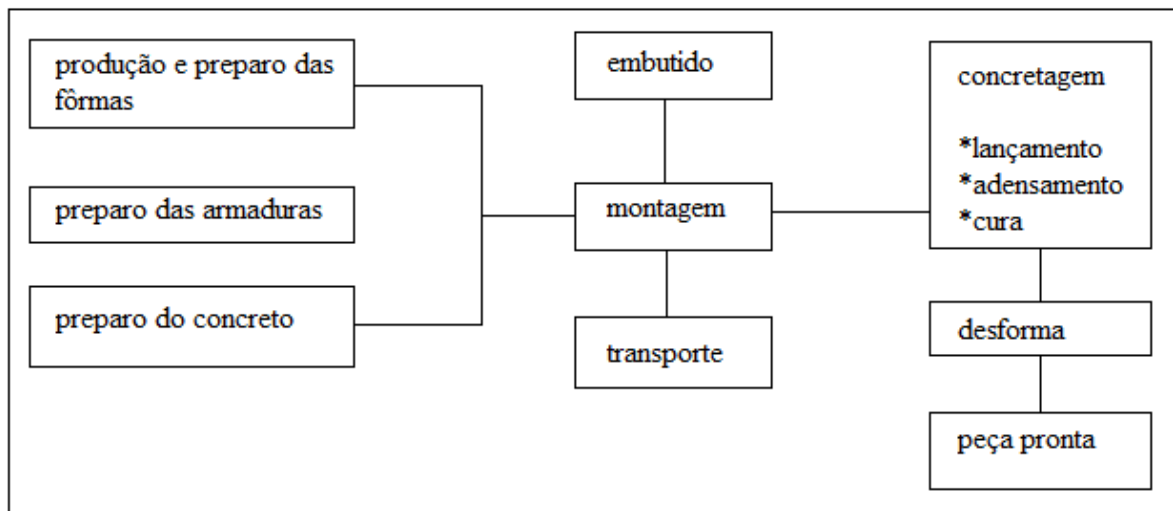 produção e preparo das
fôrmas
preparo das armaduras
preparo do concreto
embutido
montagem
transporte
concretagem
*lançamento
*adensamento
*cura
desforma
peça pronta